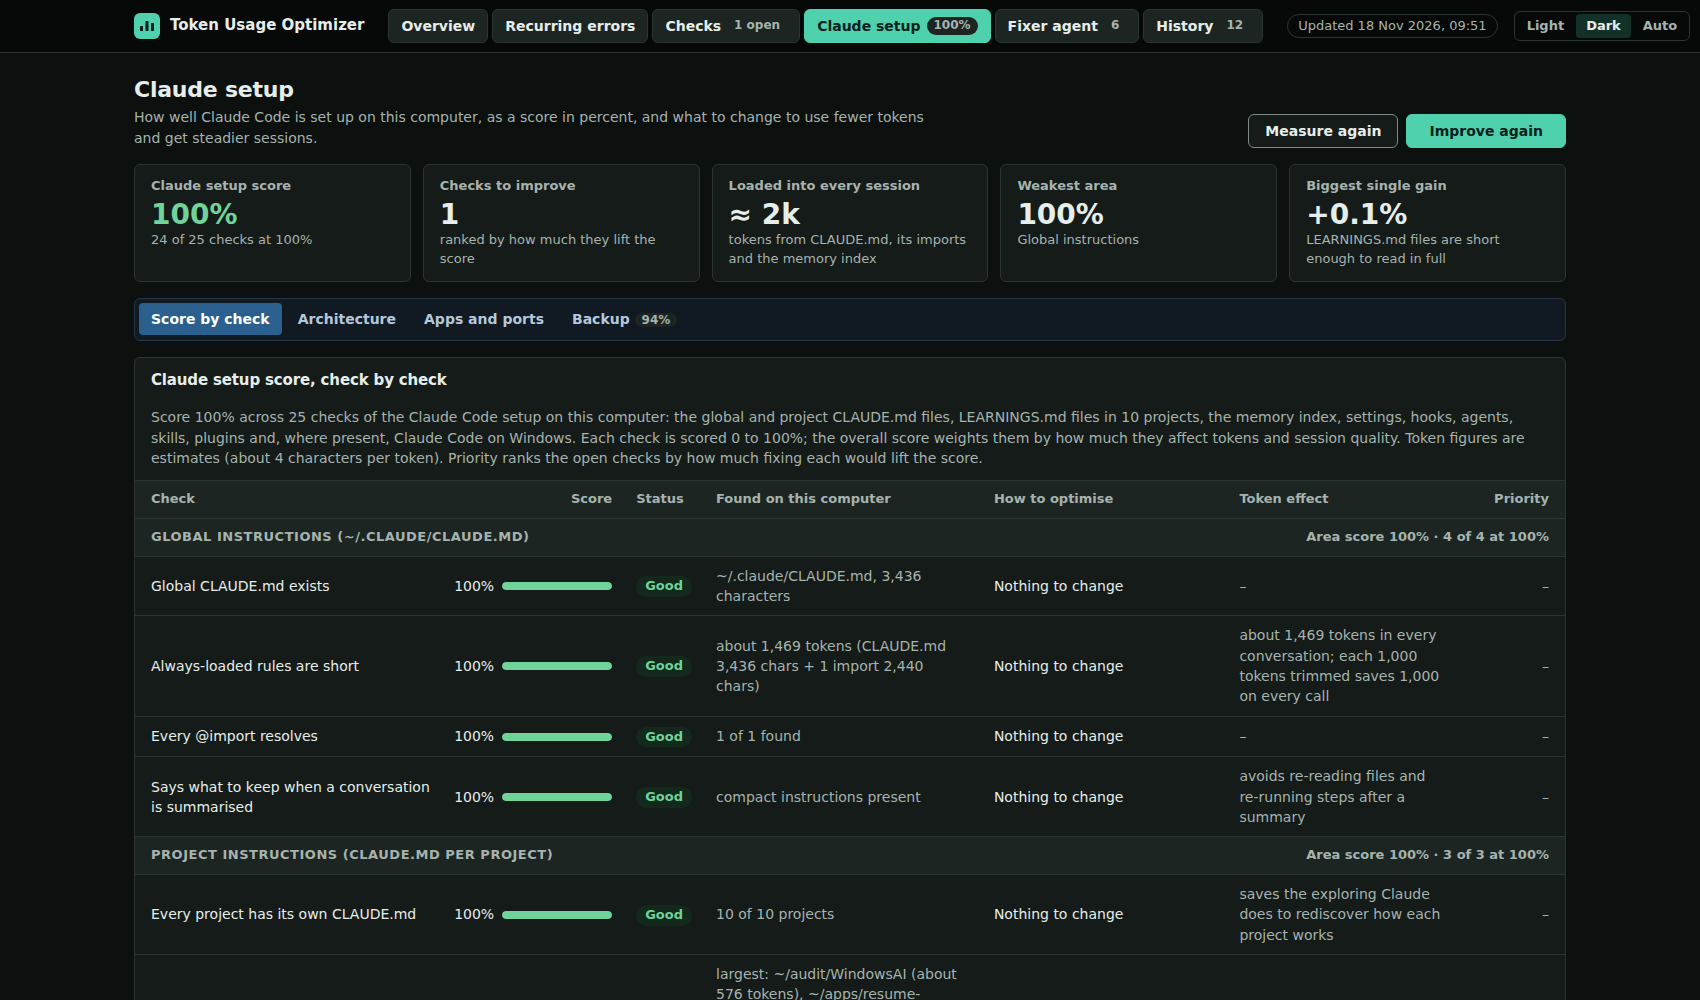 Token Usage Optimizer
Overview
Recurring errors
Checks 1 open
Claude setup 100%
Fixer agent 6
History 12
Updated 18 Nov 2026, 09:51
Light
Dark
Auto
Claude setup
How well Claude Code is set up on this computer, as a score in percent, and what to change to use fewer tokens
and get steadier sessions.
Measure again
Improve again
Claude setup score
100%
24 of 25 checks at 100%
Checks to improve
1
ranked by how much they lift the
score
Loaded into every session
≈ 2k
tokens from CLAUDE.md, its imports
and the memory index
Weakest area
100%
Global instructions
Biggest single gain
+0.1%
LEARNINGS.md files are short
enough to read in full
Score by check
Architecture
Apps and ports
Backup 94%
Claude setup score, check by check
Score 100% across 25 checks of the Claude Code setup on this computer: the global and project CLAUDE.md files, LEARNINGS.md files in 10 projects, the memory index, settings, hooks, agents,
skills, plugins and, where present, Claude Code on Windows. Each check is scored 0 to 100%; the overall score weights them by how much they affect tokens and session quality. Token figures are
estimates (about 4 characters per token). Priority ranks the open checks by how much fixing each would lift the score.
Check Score Status Found on this computer How to optimise Token effect Priority
GLOBAL INSTRUCTIONS (~/.CLAUDE/CLAUDE.MD) Area score 100% · 4 of 4 at 100%
Global CLAUDE.md exists
100%
Good
~/.claude/CLAUDE.md, 3,436
characters
Nothing to change
–
–
Always-loaded rules are short
100%
Good
about 1,469 tokens (CLAUDE.md
3,436 chars + 1 import 2,440
chars)
Nothing to change
about 1,469 tokens in every
conversation; each 1,000
tokens trimmed saves 1,000
on every call
–
Every @import resolves
100%
Good
1 of 1 found
Nothing to change
–
–
Says what to keep when a conversation
is summarised
100%
Good
compact instructions present
Nothing to change
avoids re-reading files and
re-running steps after a
summary
–
PROJECT INSTRUCTIONS (CLAUDE.MD PER PROJECT) Area score 100% · 3 of 3 at 100%
Every project has its own CLAUDE.md
100%
Good
10 of 10 projects
Nothing to change
saves the exploring Claude
does to rediscover how each
project works
–
largest: ~/audit/WindowsAI (about
576 tokens), ~/apps/resume-